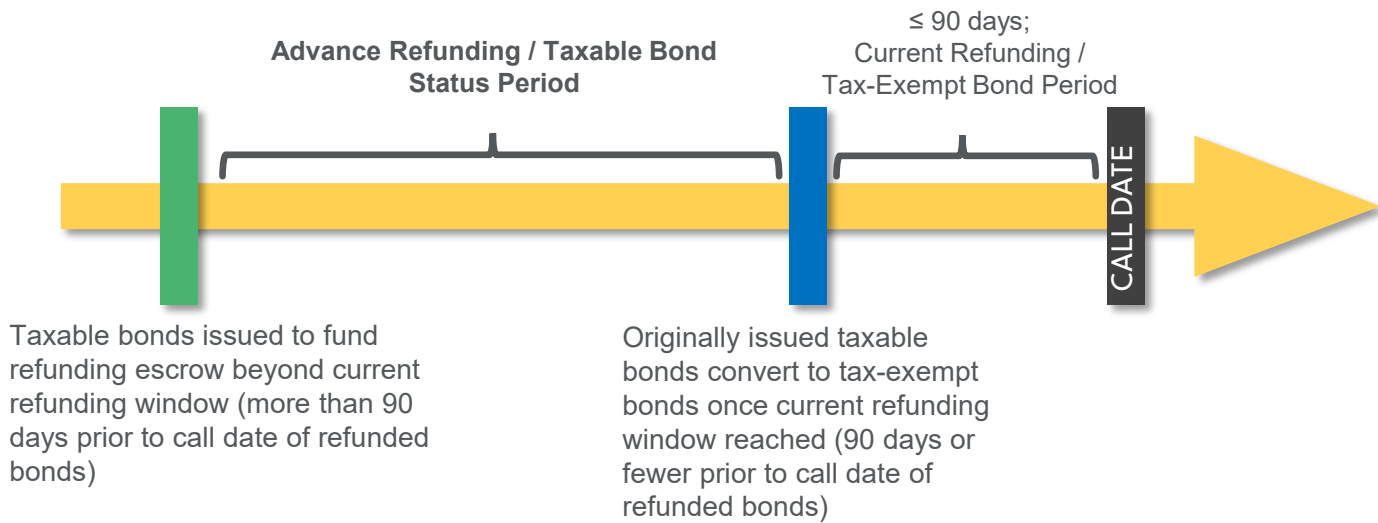 Advance Refunding / Taxable Bond
Status Period
≤ 90 days;
Current Refunding /
Tax-Exempt Bond Period
CALL DATE
Taxable bonds issued to fund
refunding escrow beyond current
refunding window (more than 90
days prior to call date of refunded
bonds)
Originally issued taxable
bonds convert to tax-exempt
bonds once current refunding
window reached (90 days or
fewer prior to call date of
refunded bonds)